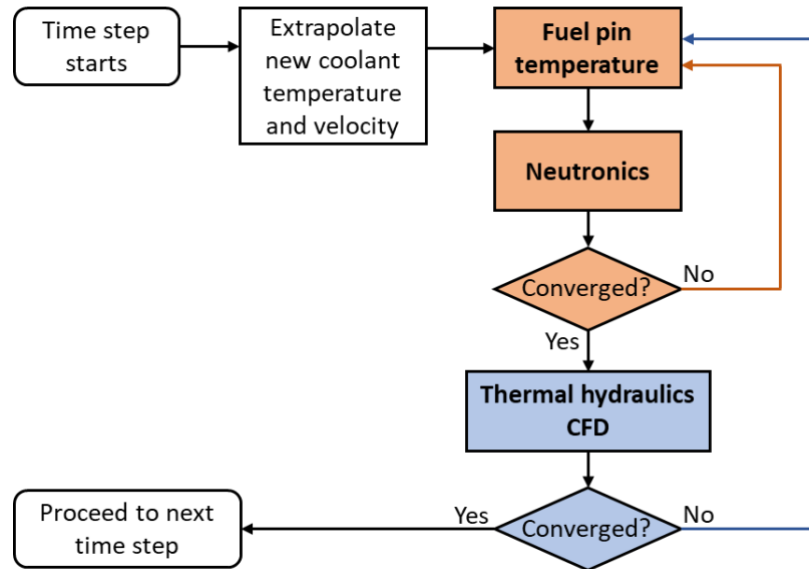 Time step
starts
Extrapolate
new coolant
temperature
and velocity
Fuel pin
temperature
Neutronics
Converged?
No
Yes
Thermal hydraulics
CFD
Converged?
No
Yes
Proceed to next
time step